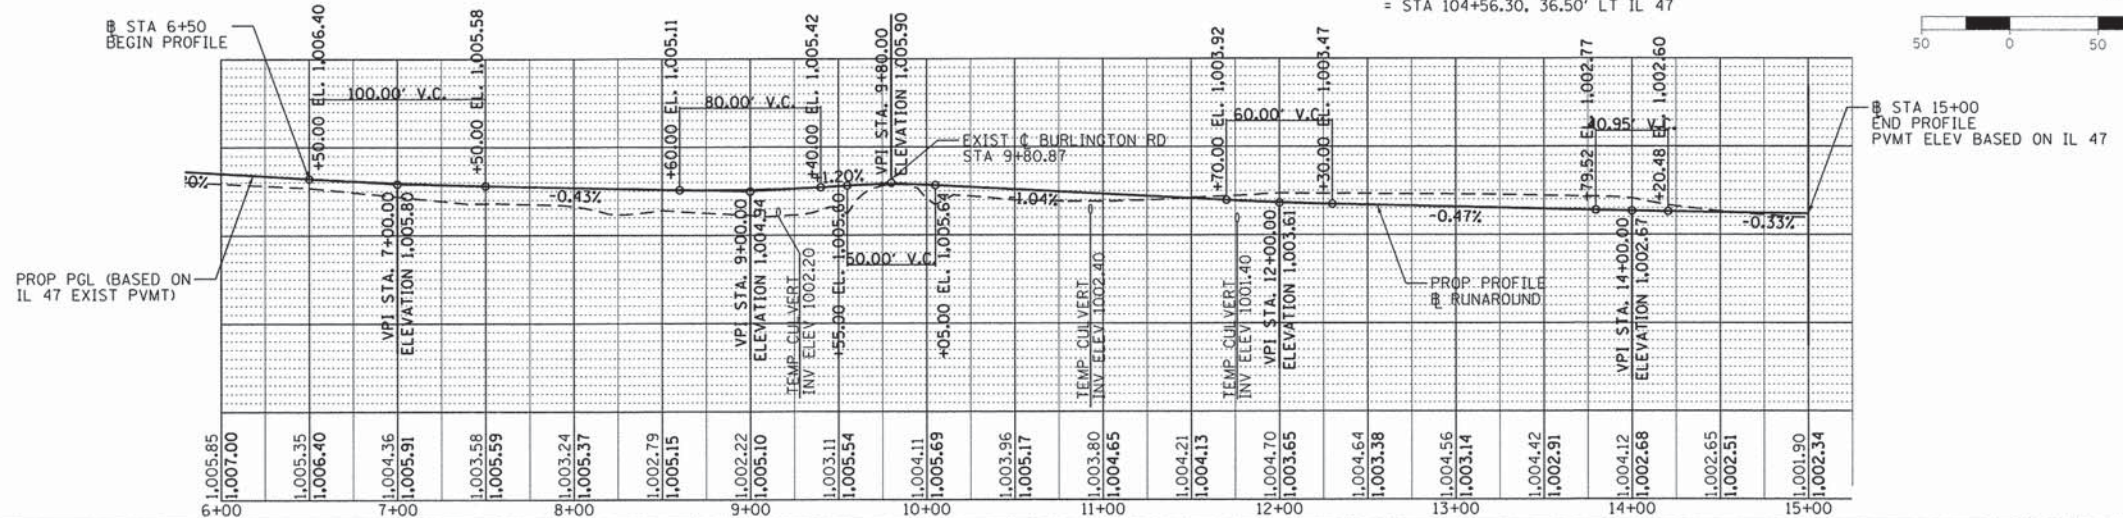 = STA 104+56.30, 36.50' LT IL 47
50 0 50
B STA 6+50
BEGIN PROFILE
+50.00 EL. 1,006.40
100.00' V.C.
+50.00 EL. 1,005.58
+60.00 EL. 1,005.11
80.00' V.C.
+40.00 EL. 1,005.42
VPI STA. 9+80.00
ELEVATION 1,005.90
EXIST ℄ BURLINGTON RD
STA 9+80.87
+70.00 EL. 1,003.92
60.00' V.C.
+30.00 EL. 1,003.47
+79.52 EL. 1,002.77
40.95' V.C.
+20.48 EL. 1,002.60
B STA 15+00
END PROFILE
PVMT ELEV BASED ON IL 47
-0.43%
+1.20%
-1.04%
-0.47%
-0.33%
PROP PGL (BASED ON
IL 47 EXIST PVMT)
VPI STA. 7+00.00
ELEVATION 1,005.80
VPI STA. 9+00.00
ELEVATION 1,004.94
TEMP CULVERT
INV ELEV 1002.20
+55.00 EL. 1,005.60
50.00' V.C.
+05.00 EL. 1,005.64
TEMP CULVERT
INV ELEV 1002.40
TEMP CULVERT
INV ELEV 1001.40
VPI STA. 12+00.00
ELEVATION 1,003.61
PROP PROFILE
B RUNAROUND
VPI STA. 14+00.00
ELEVATION 1,002.67
1,005.85
1,007.00
1,005.35
1,006.40
1,004.36
1,005.91
1,003.58
1,005.59
1,003.24
1,005.37
1,002.79
1,005.15
1,002.22
1,005.10
1,003.11
1,005.54
1,004.11
1,005.69
1,003.96
1,005.17
1,003.80
1,004.65
1,004.21
1,004.13
1,004.70
1,003.65
1,004.64
1,003.38
1,004.56
1,003.14
1,004.42
1,002.91
1,004.12
1,002.68
1,002.65
1,002.51
1,001.90
1,002.34
6+00 7+00 8+00 9+00 10+00 11+00 12+00 13+00 14+00 15+00